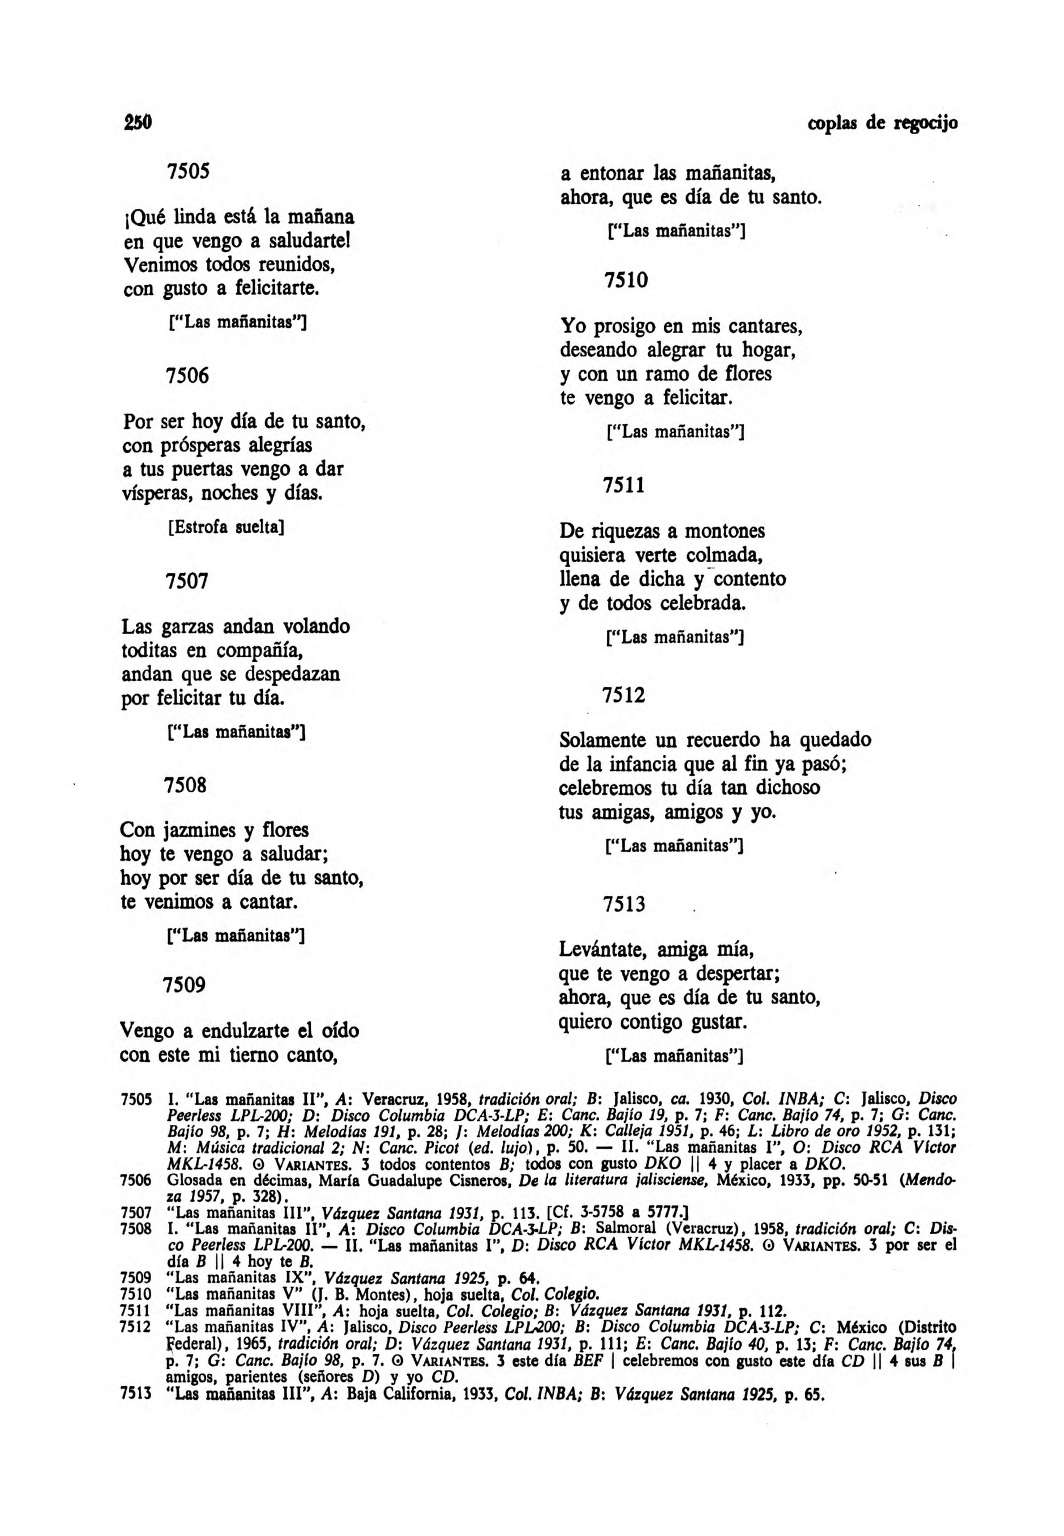 250
coplas de regocijo
7505
¡Qué linda está la mañana
en que vengo a saludarte!
Venimos todos reunidos,
con gusto a felicitarte.
["Las mañanitas"]
7506
Por ser hoy día de tu santo,
con prósperas alegrías
a tus puertas vengo a dar
vísperas, noches y días.
[Estrofa suelta]
7507
Las garzas andan volando
toditas en compañía,
andan que se despedazan
por felicitar tu día.
["Las mañanitas"]
7508
Con jazmines y flores
hoy te vengo a saludar;
hoy por ser día de tu santo,
te venimos a cantar.
["Las mañanitas"]
7509
Vengo a endulzarte el oído
con este mi tierno canto,
a entonar las mañanitas,
ahora, que es día de tu santo.
["Las mañanitas"]
7510
Yo prosigo en mis cantares,
deseando alegrar tu hogar,
y con un ramo de flores
te vengo a felicitar.
["Las mañanitas"]
7511
De riquezas a montones
quisiera verte colmada,
llena de dicha y contento
y de todos celebrada.
["Las mañanitas"]
7512
Solamente un recuerdo ha quedado
de la infancia que al fin ya pasó;
celebremos tu día tan dichoso
tus amigas, amigos y yo.
["Las mañanitas"]
7513
Levántate, amiga mía,
que te vengo a despertar;
ahora, que es día de tu santo,
quiero contigo gustar.
["Las mañanitas"]
7505 I. "Las mañanitas II", A: Veracruz, 1958, tradición oral; B: Jalisco, ca. 1930, Col. INBA; C: Jalisco, Disco
Peerless LPL-200; D: Disco Columbia DCA-3-LP; E: Canc. Bajío 19, p. 7; F: Canc. Bajío 74, p. 7; G: Canc.
Bajío 98, p. 7; H: Melodías 191, p. 28; J: Melodías 200; K: Calleja 1951, p. 46; L: Libro de oro 1952, p. 131;
M: Música tradicional 2; N: Canc. Picot (ed. lujo), p. 50. — II. "Las mañanitas I", O: Disco RCA Víctor
MKL-1458. ⊙ VARIANTES. 3 todos contentos B; todos con gusto DKO || 4 y placer a DKO.
7506 Glosada en décimas, María Guadalupe Cisneros, De la literatura jalisciense, México, 1933, pp. 50-51 (Mendo-
za 1957, p. 328).
7507 "Las mañanitas III", Vázquez Santana 1931, p. 113. [Cf. 3-5758 a 5777.]
7508 I. "Las mañanitas II", A: Disco Columbia DCA-3-LP; B: Salmoral (Veracruz), 1958, tradición oral; C: Dis-
co Peerless LPL-200. — II. "Las mañanitas I", D: Disco RCA Víctor MKL-1458. ⊙ VARIANTES. 3 por ser el
día B || 4 hoy te B.
7509 "Las mañanitas IX", Vázquez Santana 1925, p. 64.
7510 "Las mañanitas V" (J. B. Montes), hoja suelta, Col. Colegio.
7511 "Las mañanitas VIII", A: hoja suelta, Col. Colegio; B: Vázquez Santana 1931, p. 112.
7512 "Las mañanitas IV", A: Jalisco, Disco Peerless LPL-200; B: Disco Columbia DCA-3-LP; C: México (Distrito
Federal), 1965, tradición oral; D: Vázquez Santana 1931, p. 111; E: Canc. Bajío 40, p. 13; F: Canc. Bajío 74,
p. 7; G: Canc. Bajío 98, p. 7. ⊙ VARIANTES. 3 este día BEF | celebremos con gusto este día CD || 4 sus B |
amigos, parientes (señores D) y yo CD.
7513 "Las mañanitas III", A: Baja California, 1933, Col. INBA; B: Vázquez Santana 1925, p. 65.